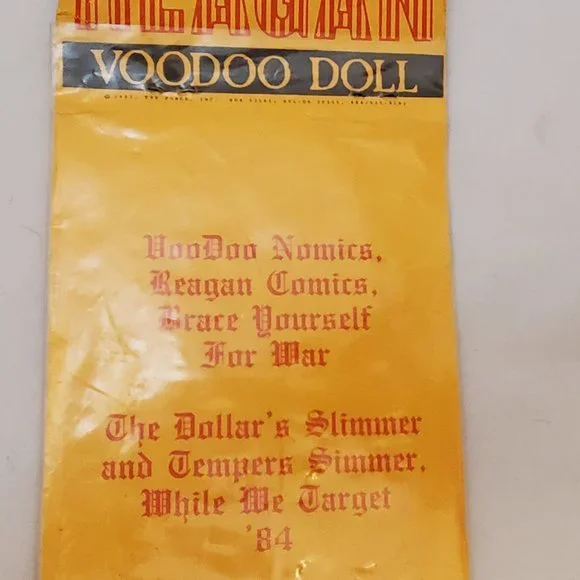 REAGAN
VOODOO DOLL
VooDoo Nomics,
Reagan Comics,
Brace Yourself
For War
The Dollar's Slimmer
and Tempers Simmer,
While We Target
'84